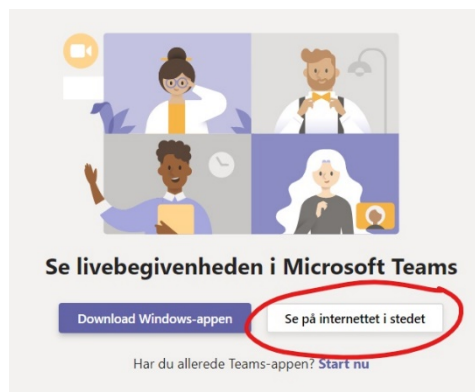 Se livebegivenheden i Microsoft Teams
Download Windows-appen Se på internettet i stedet
Har du allerede Teams-appen? Start nu